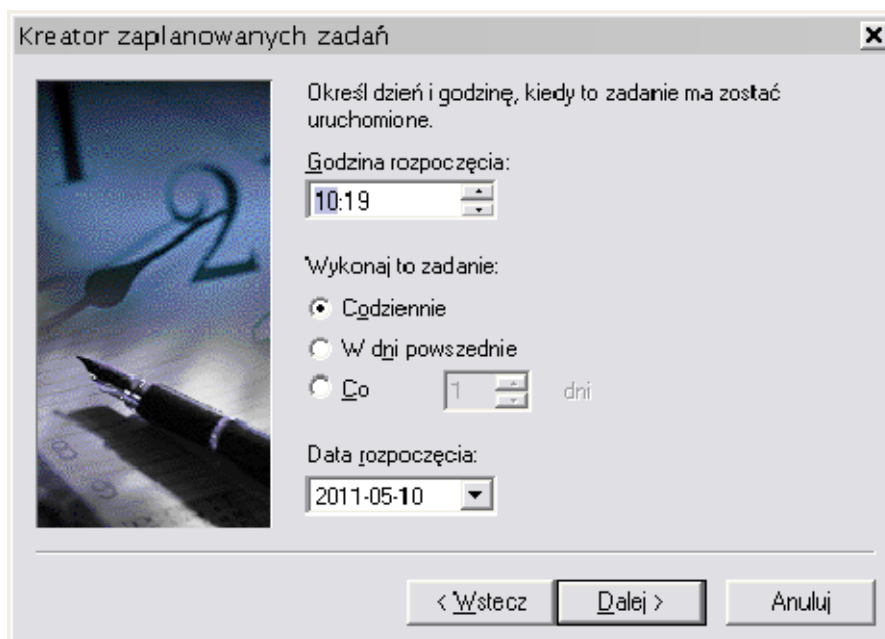 Kreator zaplanowanych zadań
Określ dzień i godzinę, kiedy to zadanie ma zostać
uruchomione.
Godzina rozpoczęcia:
10:19
Wykonaj to zadanie:
Codziennie
W dni powszednie
Co 1 dni
Data rozpoczęcia:
2011-05-10
< Wstecz Dalej > Anuluj